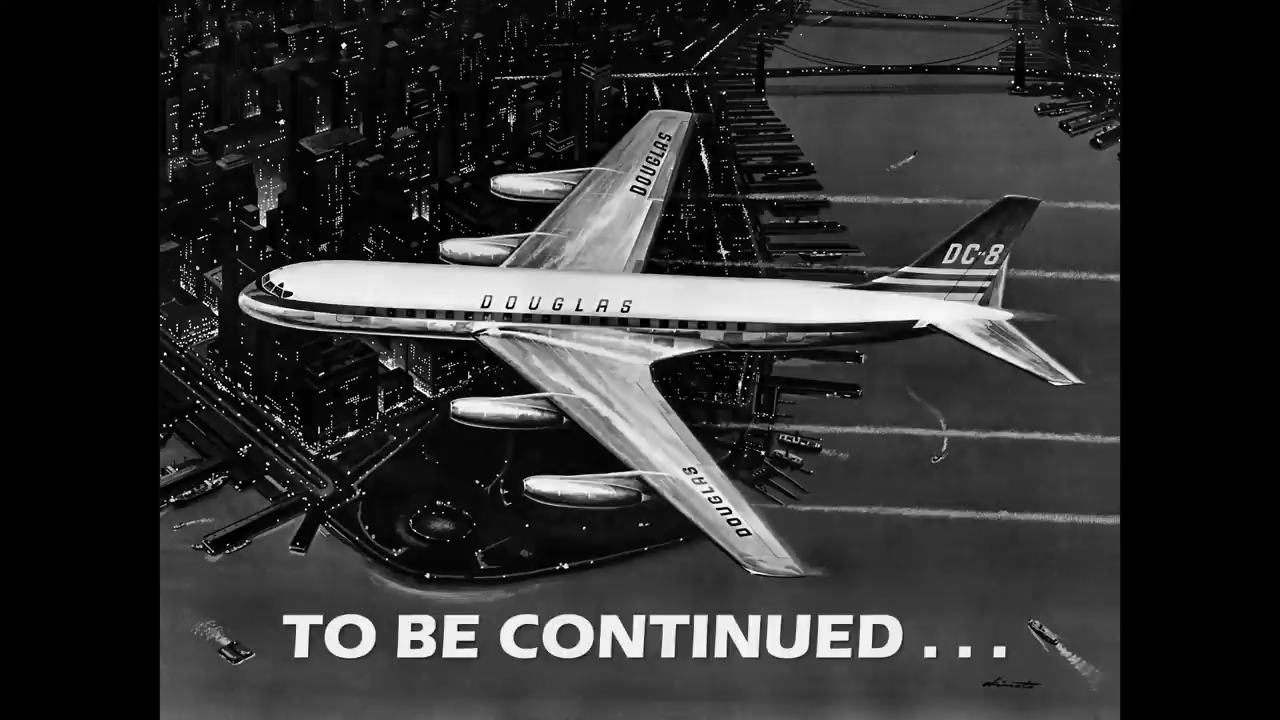 DOUGLAS
DC-8
DOUGLAS
DOUGLAS
TO BE CONTINUED . . .